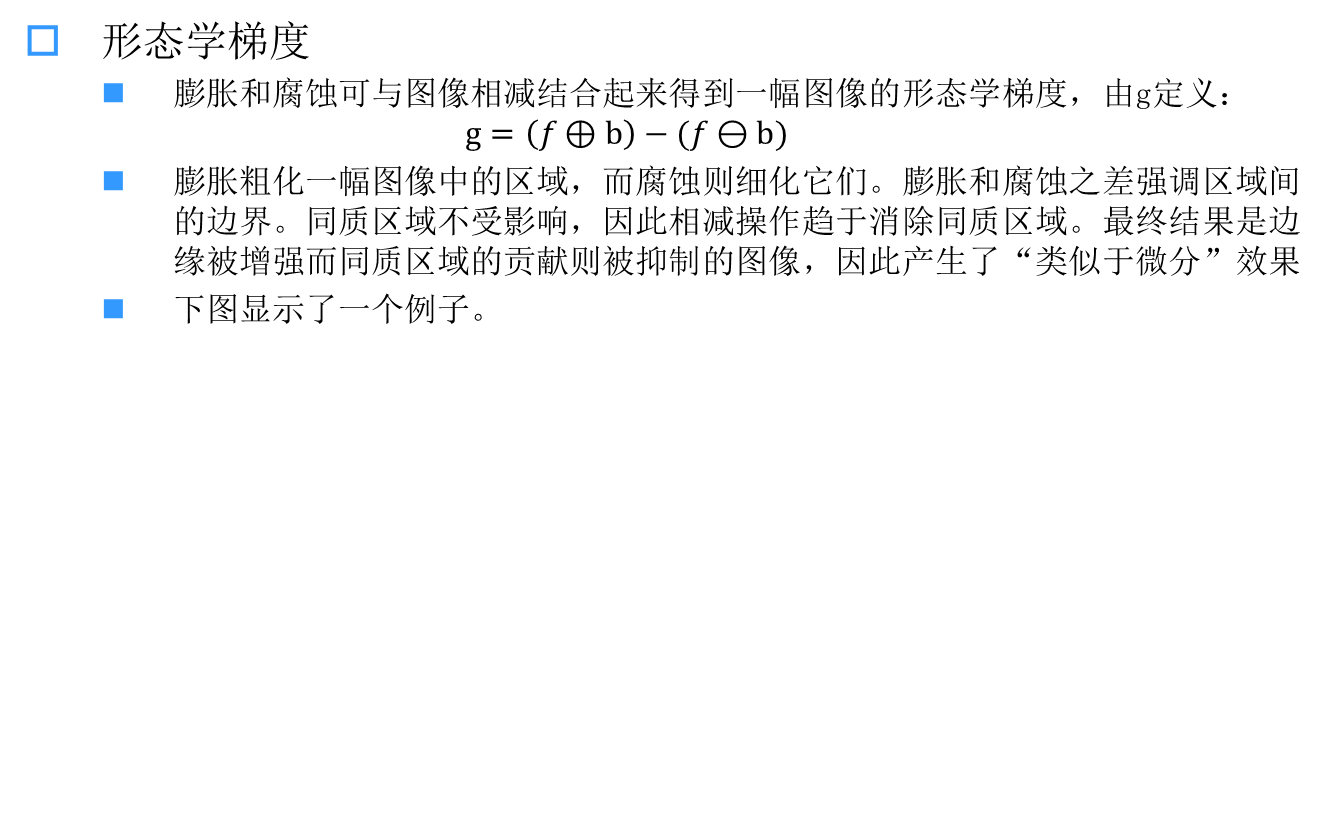 形态学梯度
膨胀和腐蚀可与图像相减结合起来得到一幅图像的形态学梯度，由g定义：
g = (f ⊕ b) − (f ⊖ b)
膨胀粗化一幅图像中的区域，而腐蚀则细化它们。膨胀和腐蚀之差强调区域间
的边界。同质区域不受影响，因此相减操作趋于消除同质区域。最终结果是边
缘被增强而同质区域的贡献则被抑制的图像，因此产生了“类似于微分”效果
下图显示了一个例子。